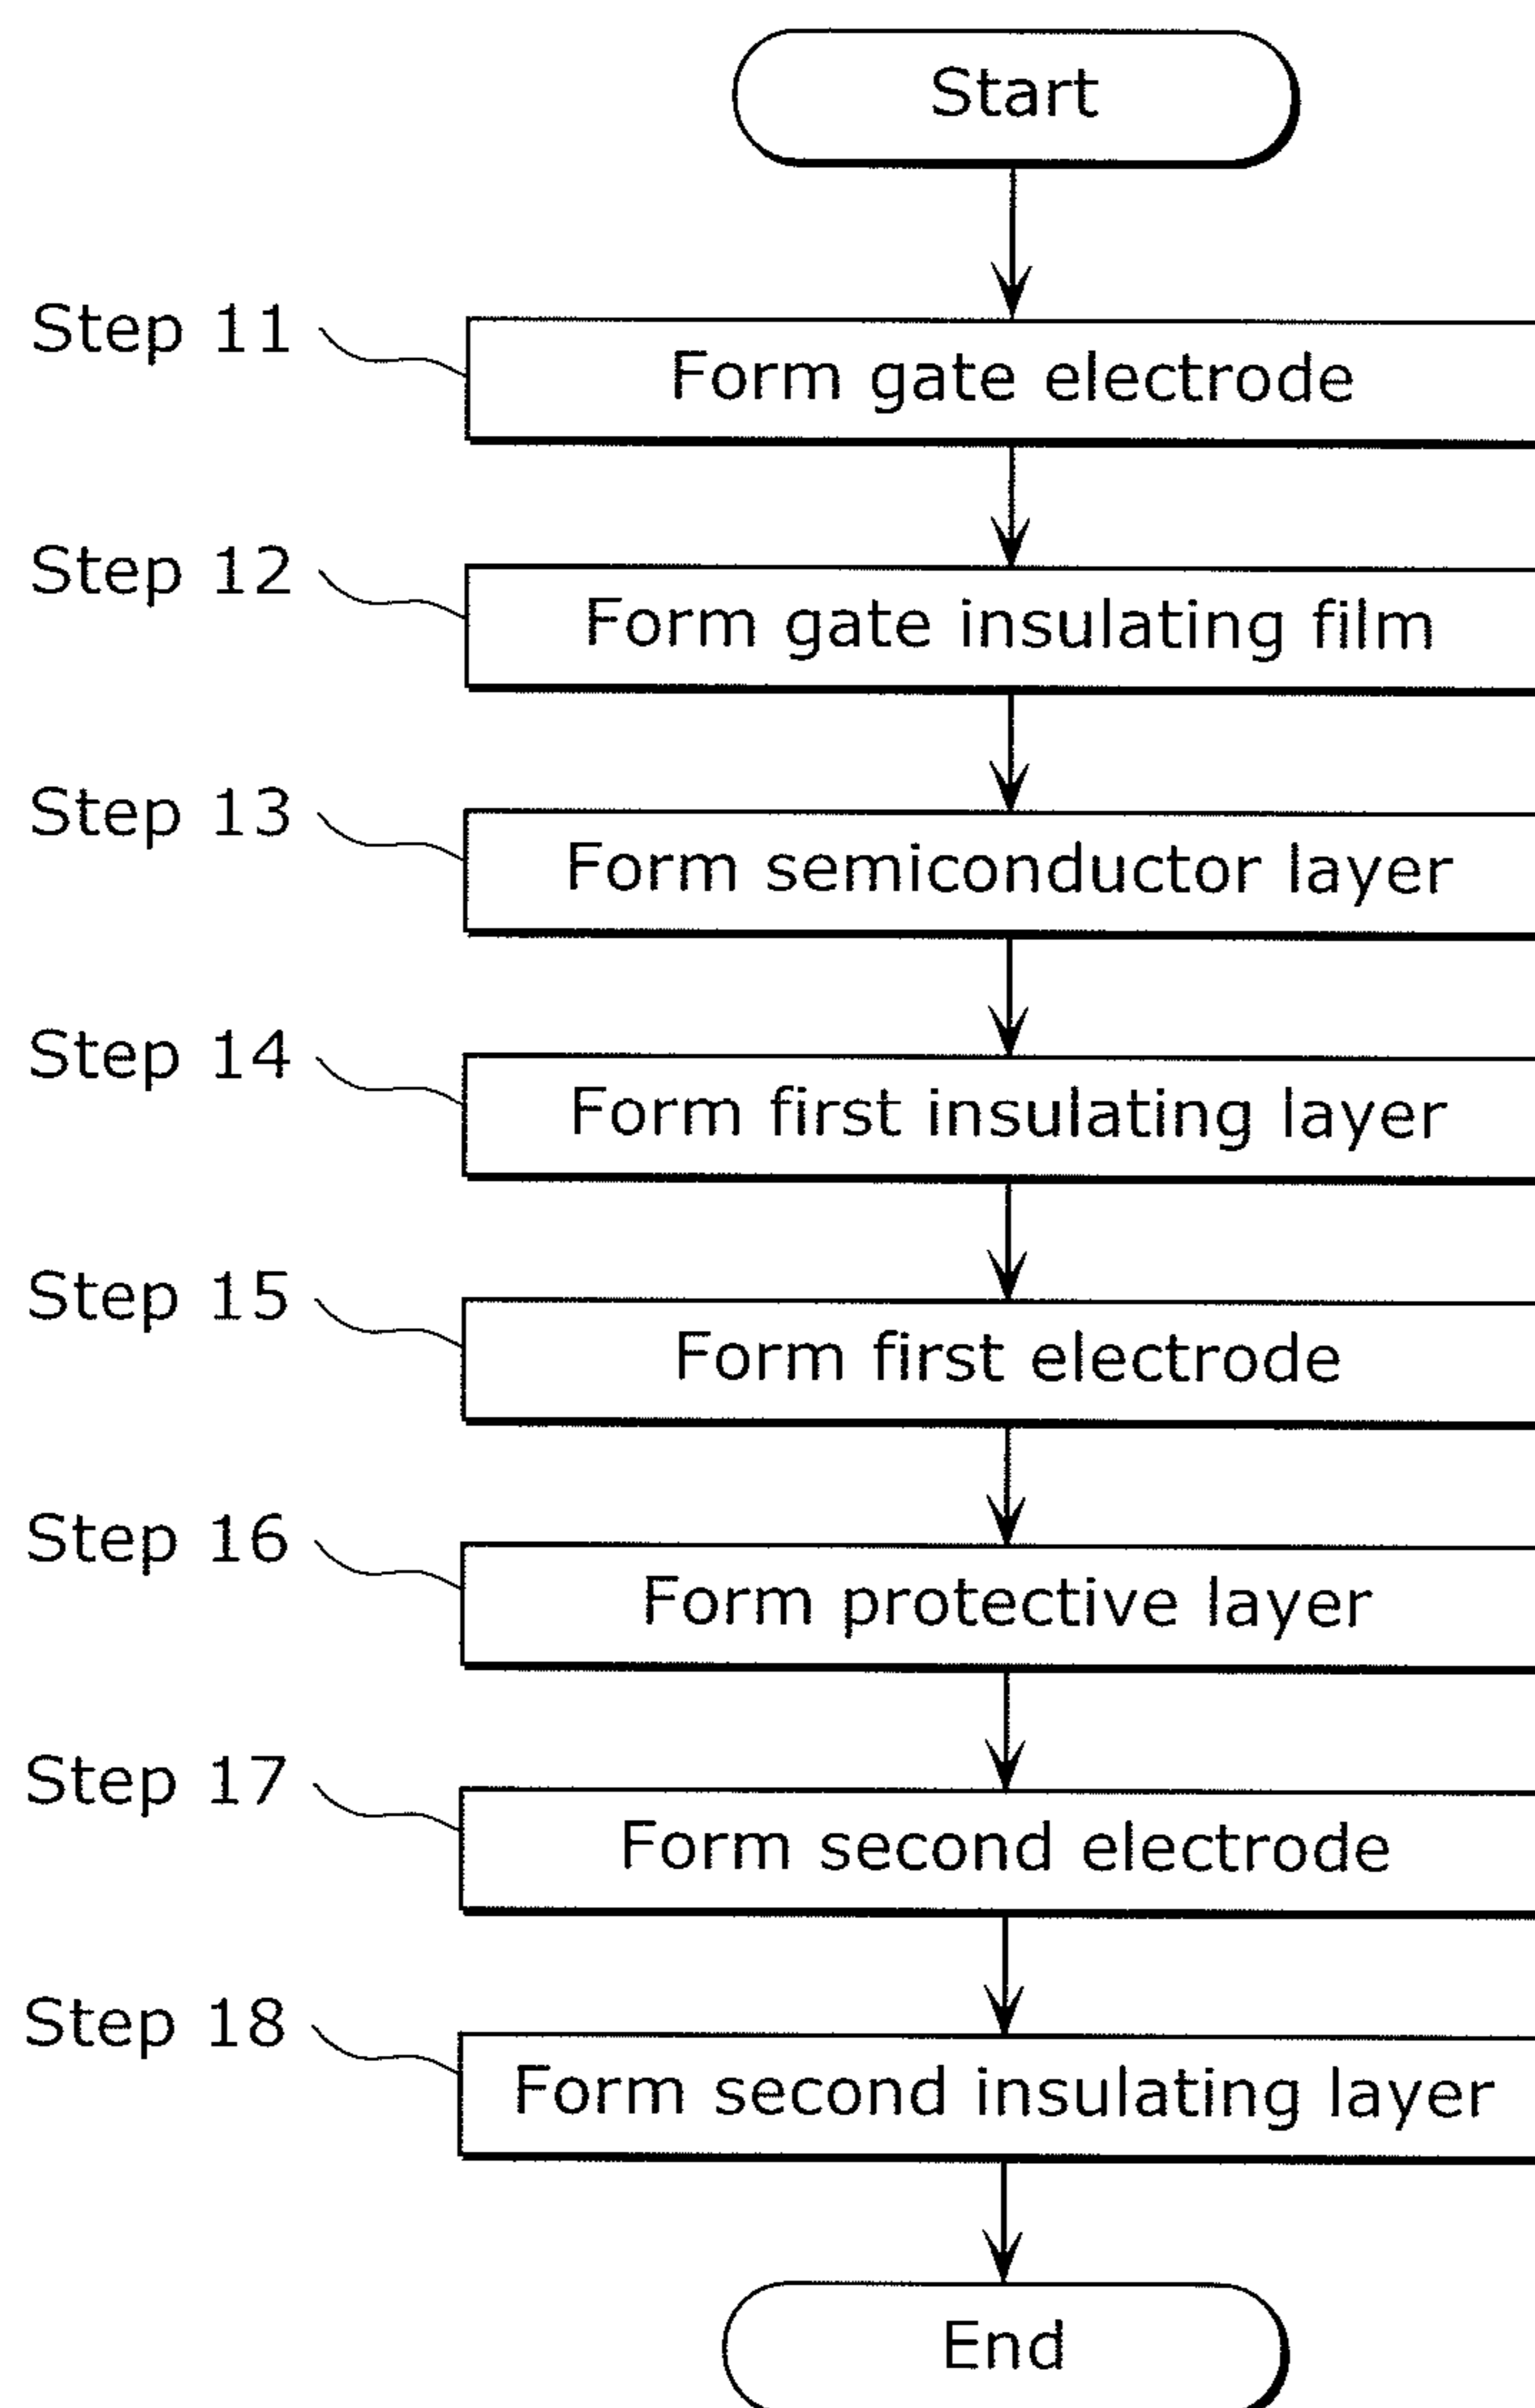 Start
Step 11
Form gate electrode
Step 12
Form gate insulating film
Step 13
Form semiconductor layer
Step 14
Form first insulating layer
Step 15
Form first electrode
Step 16
Form protective layer
Step 17
Form second electrode
Step 18
Form second insulating layer
End